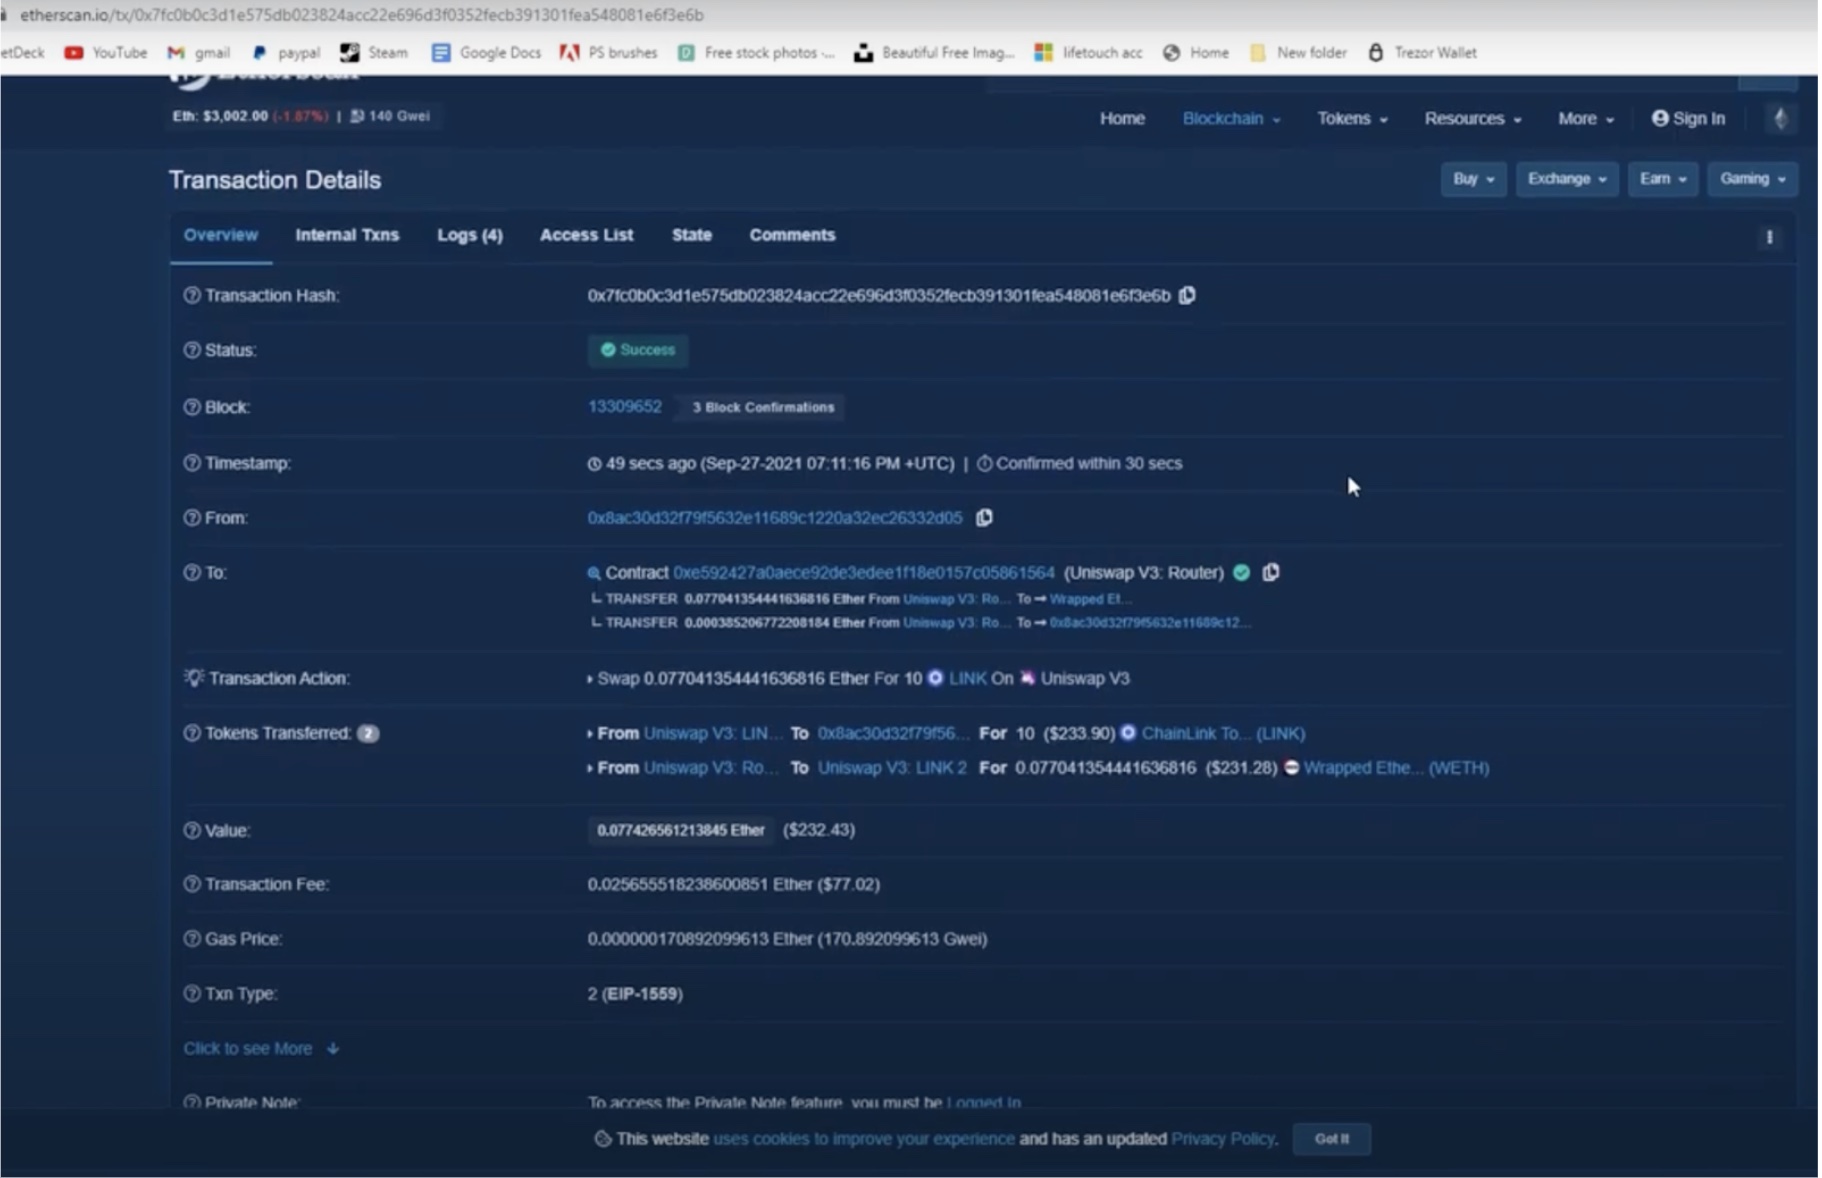 etherscan.io/tx/0x7fc0b0c3d1e575db023824acc22e696d3f0352fecb391301fea548081e6f3e6b
etDeck YouTube gmail paypal Steam Google Docs PS brushes Free stock photos -... Beautiful Free Imag... lifetouch acc Home New folder Trezor Wallet
Etherscan
Eth: $3,002.00 (-1.87%) | 140 Gwei
Home Blockchain Tokens Resources More Sign In
Transaction Details
Buy Exchange Earn Gaming
Overview Internal Txns Logs (4) Access List State Comments
Transaction Hash: 0x7fc0b0c3d1e575db023824acc22e696d3f0352fecb391301fea548081e6f3e6b
Status: Success
Block: 13309652 3 Block Confirmations
Timestamp: 49 secs ago (Sep-27-2021 07:11:16 PM +UTC) | Confirmed within 30 secs
From: 0x8ac30d32f79f5632e11689c1220a32ec26332d05
To: Contract 0xe592427a0aece92de3edee1f18e0157c05861564 (Uniswap V3: Router)
TRANSFER 0.077041354441636816 Ether From Uniswap V3: Ro... To → Wrapped Et...
TRANSFER 0.000385206772208184 Ether From Uniswap V3: Ro... To → 0x8ac30d32f79f5632e11689c12...
Transaction Action: Swap 0.077041354441636816 Ether For 10 LINK On Uniswap V3
Tokens Transferred: 2 From Uniswap V3: LIN... To 0x8ac30d32f79f56... For 10 ($233.90) ChainLink To... (LINK)
From Uniswap V3: Ro... To Uniswap V3: LINK 2 For 0.077041354441636816 ($231.28) Wrapped Ethe... (WETH)
Value: 0.077426561213845 Ether ($232.43)
Transaction Fee: 0.025655518238600851 Ether ($77.02)
Gas Price: 0.000000170892099613 Ether (170.892099613 Gwei)
Txn Type: 2 (EIP-1559)
Click to see More
Private Note: To access the Private Note feature, you must be Logged In
This website uses cookies to improve your experience and has an updated Privacy Policy. Got It